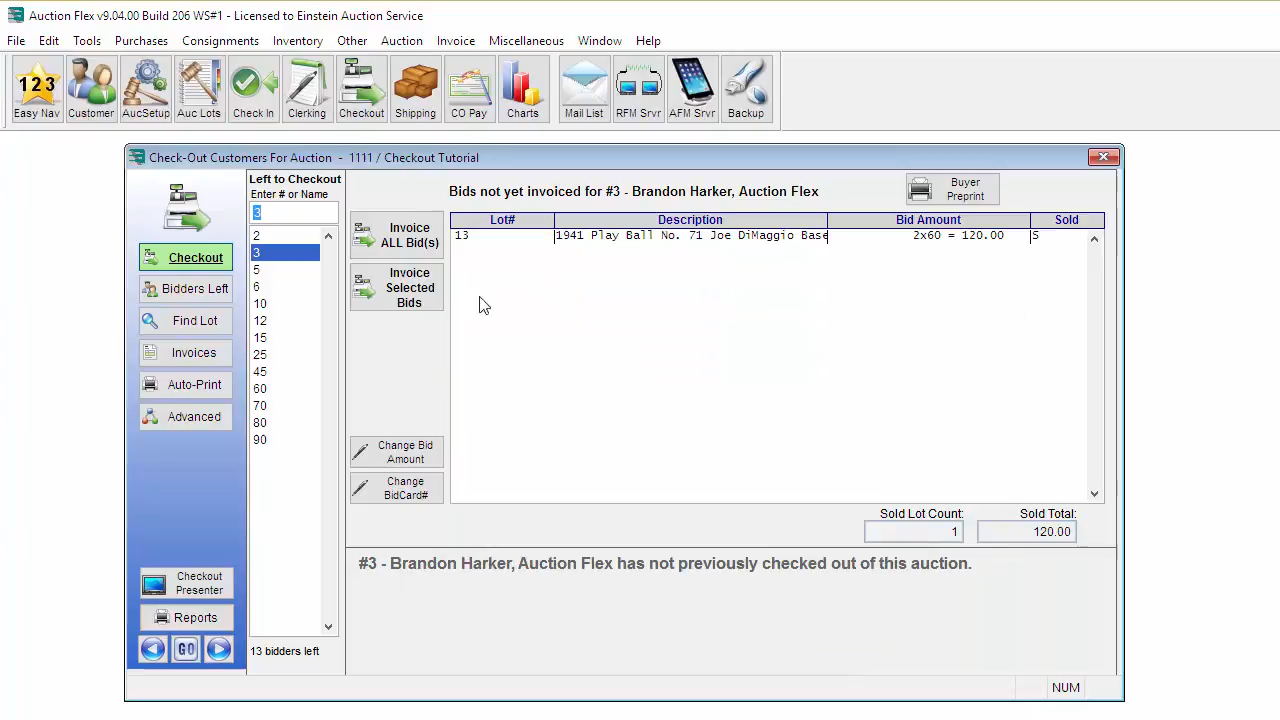 Auction Flex v9.04.00 Build 206 WS#1 - Licensed to Einstein Auction Service
File Edit Tools Purchases Consignments Inventory Other Auction Invoice Miscellaneous Window Help
123
Easy Nav Customer AucSetup Auc Lots Check In Clerking Checkout Shipping CO Pay Charts Mail List RFM Srvr AFM Srvr Backup
Check-Out Customers For Auction - 1111 / Checkout Tutorial
Checkout
Bidders Left
Find Lot
Invoices
Auto-Print
Advanced
Checkout
Presenter
Reports
GO
Left to Checkout
Enter # or Name
3
2
3
5
6
10
12
15
25
45
60
70
80
90
13 bidders left
Bids not yet invoiced for #3 - Brandon Harker, Auction Flex
Buyer
Preprint
Invoice
ALL Bid(s)
Invoice
Selected
Bids
Change Bid
Amount
Change
BidCard#
Lot# Description Bid Amount Sold
13 1941 Play Ball No. 71 Joe DiMaggio Base 2x60 = 120.00 S
Sold Lot Count: Sold Total:
1 120.00
#3 - Brandon Harker, Auction Flex has not previously checked out of this auction.
NUM